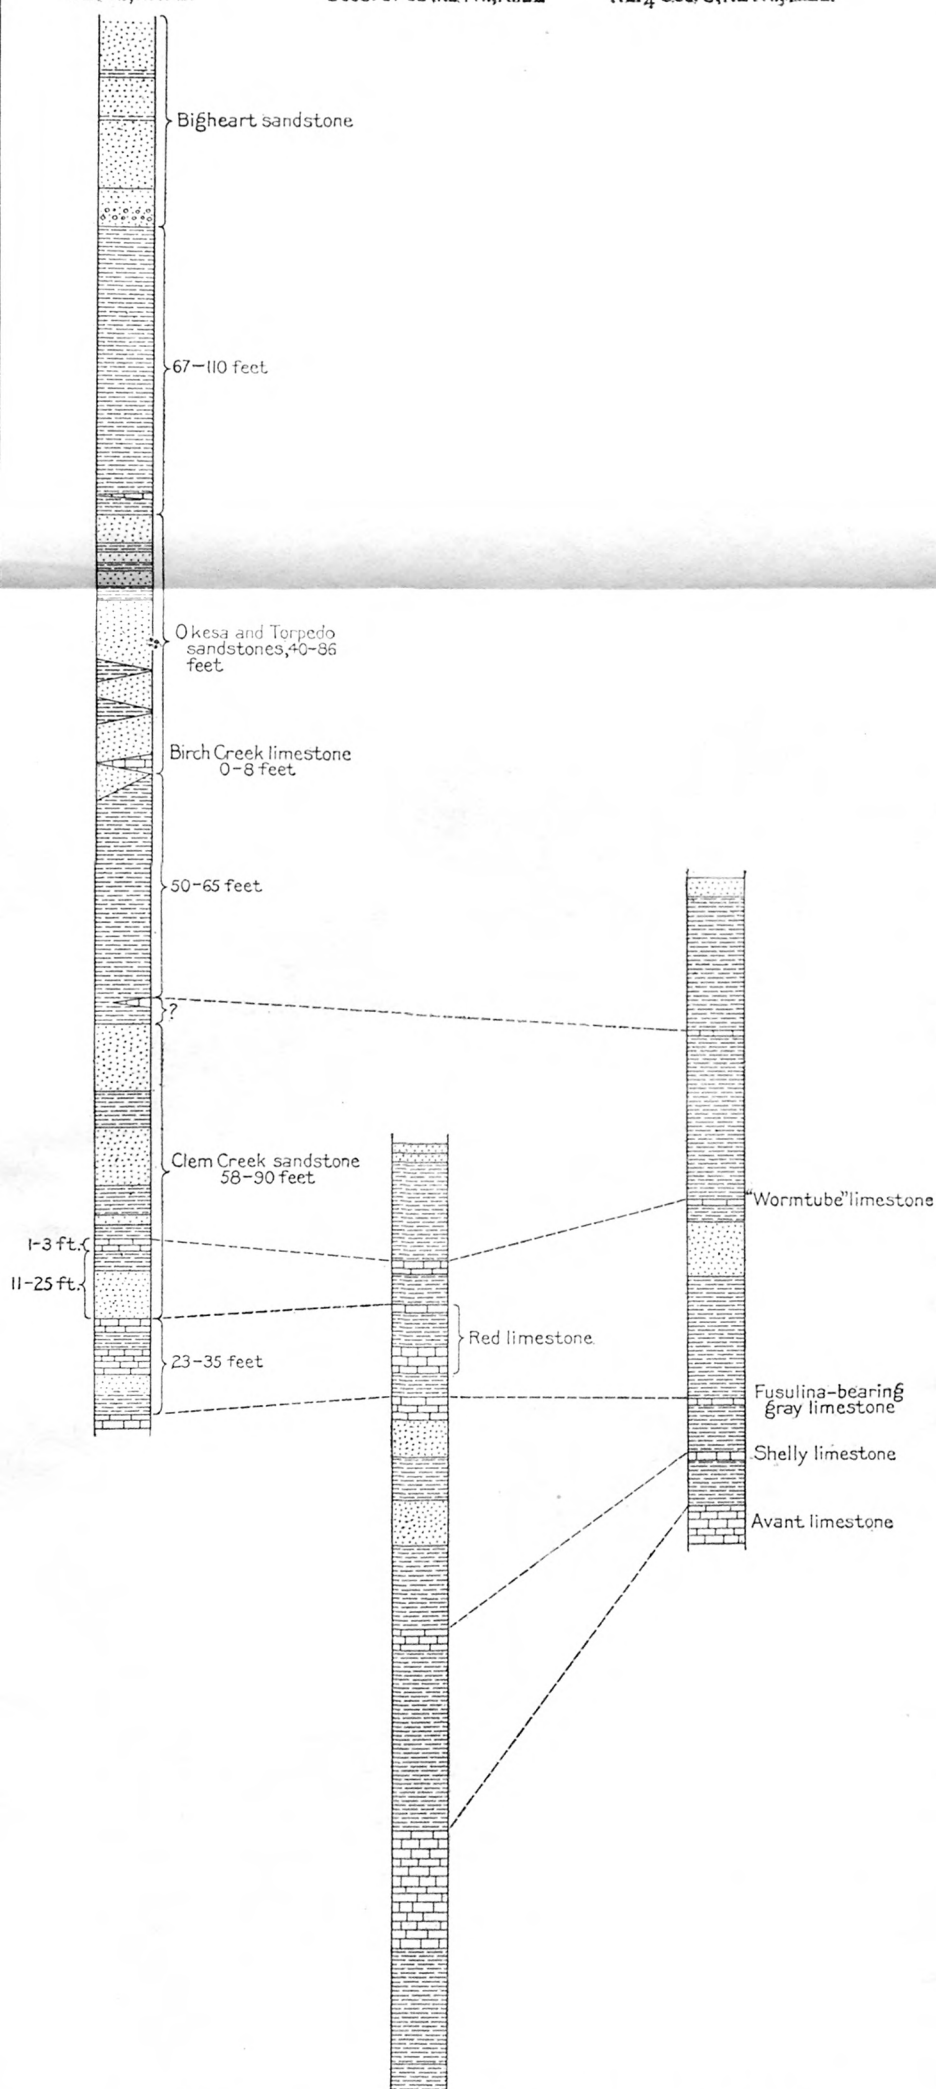 Bigheart sandstone
67-110 feet
Okesa and Torpedo
sandstones, 40-86
feet
Birch Creek limestone
0-8 feet
50-65 feet
?
Clem Creek sandstone
58-90 feet
"Wormtube" limestone
1-3 ft.
11-25 ft.
Red limestone
23-35 feet
Fusulina-bearing
gray limestone
Shelly limestone
Avant limestone